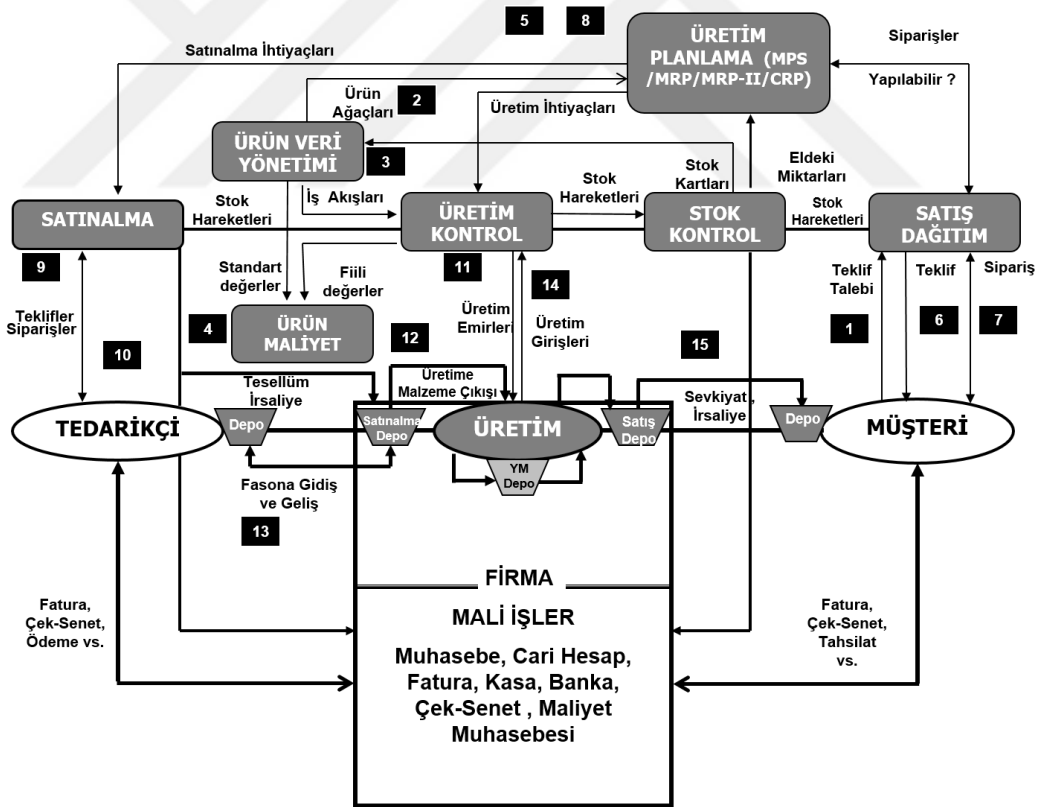 5
8
ÜRETİM
PLANLAMA (MPS
/MRP/MRP-II/CRP)
Siparişler
Yapılabilir ?
Satınalma İhtiyaçları
Ürün
Ağaçları
2
Üretim İhtiyaçları
ÜRÜN VERİ
YÖNETİMİ
3
İş Akışları
Stok
Kartları
Eldeki
Miktarları
SATINALMA
Stok
Hareketleri
ÜRETİM
KONTROL
Stok
Hareketleri
STOK
KONTROL
Stok
Hareketleri
SATIŞ
DAĞITIM
9
Standart
değerler
Fiili
değerler
11
14
Teklif
Talebi
Teklif
Sipariş
Teklifler
Siparişler
4
ÜRÜN
MALİYET
12
Üretim
Emirleri
Üretim
Girişleri
15
1
6
7
10
Tesellüm
İrsaliye
Üretime
Malzeme Çıkışı
Sevkiyat ,
İrsaliye
TEDARİKÇİ
Depo
Satınalma
Depo
ÜRETİM
Satış
Depo
Depo
MÜŞTERİ
YM
Depo
Fasona Gidiş
ve Geliş
13
FİRMA
Fatura,
Çek-Senet,
Ödeme vs.
MALİ İŞLER
Muhasebe, Cari Hesap,
Fatura, Kasa, Banka,
Çek-Senet , Maliyet
Muhasebesi
Fatura,
Çek-Senet,
Tahsilat
vs.